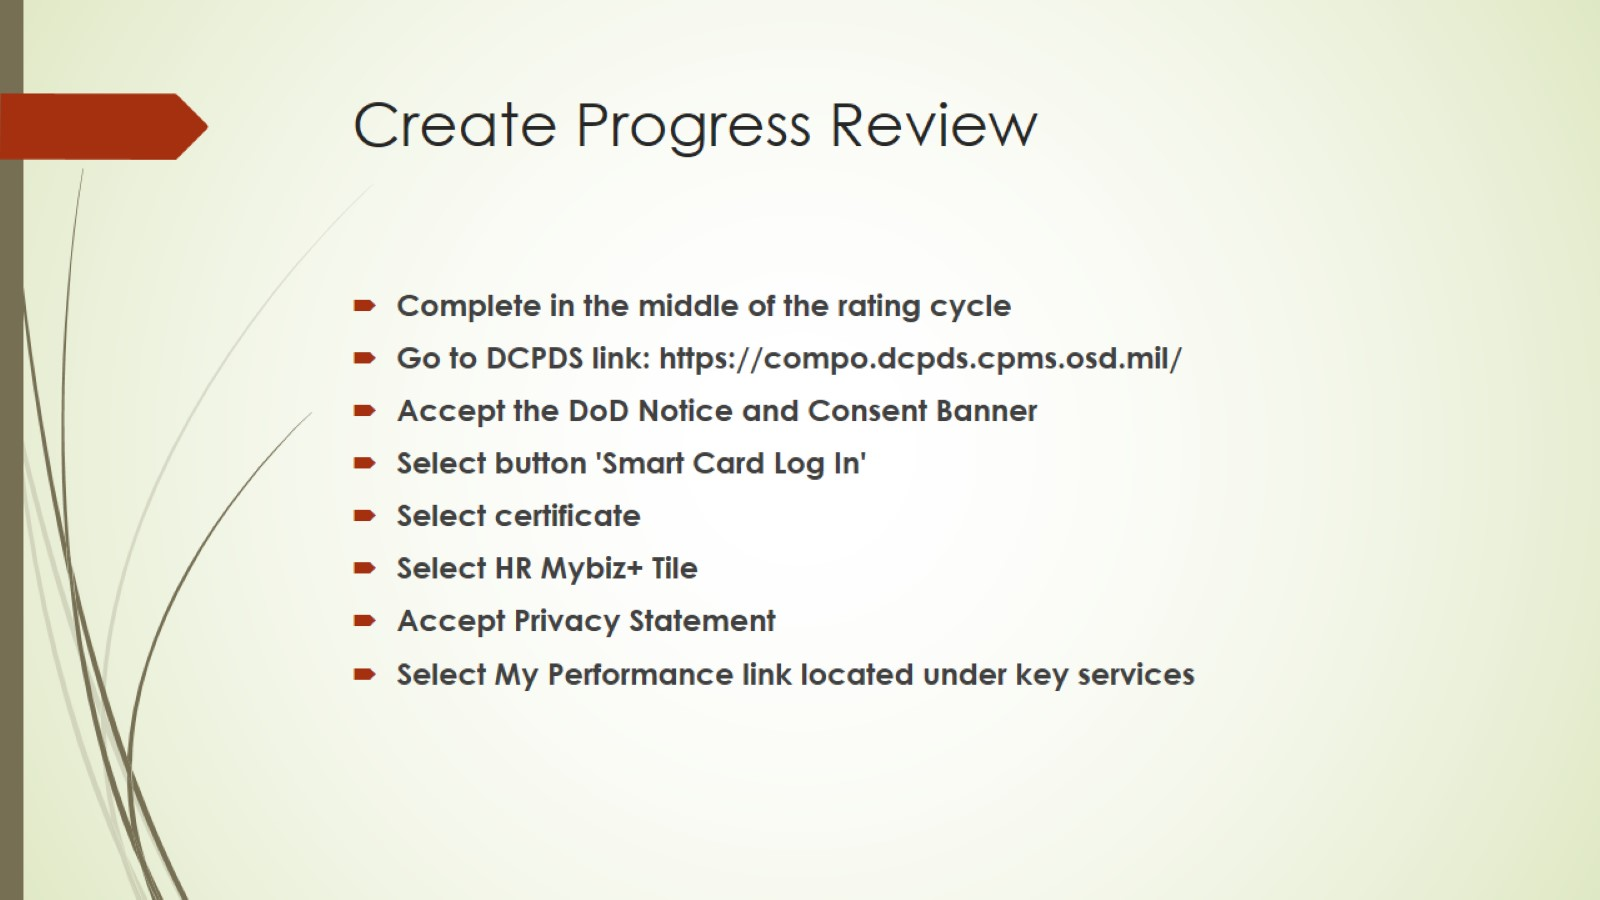 Create Progress Review
Complete in the middle of the rating cycle
Go to DCPDS link: https://compo.dcpds.cpms.osd.mil/
Accept the DoD Notice and Consent Banner
Select button 'Smart Card Log In'
Select certificate
Select HR Mybiz+ Tile
Accept Privacy Statement
Select My Performance link located under key services